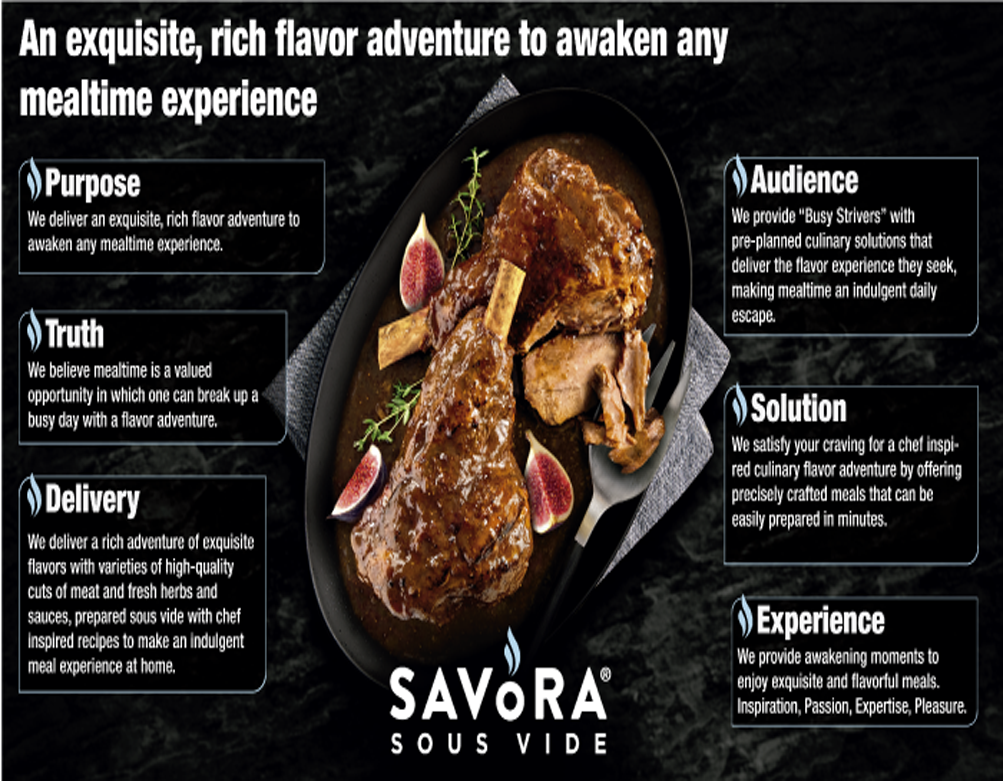 An exquisite, rich flavor adventure to awaken any
mealtime experience
Purpose
We deliver an exquisite, rich flavor adventure to
awaken any mealtime experience.
Truth
We believe mealtime is a valued
opportunity in which one can break up a
busy day with a flavor adventure.
Delivery
We deliver a rich adventure of exquisite
flavors with varieties of high-quality
cuts of meat and fresh herbs and
sauces, prepared sous vide with chef
inspired recipes to make an indulgent
meal experience at home.
Audience
We provide “Busy Strivers” with
pre-planned culinary solutions that
deliver the flavor experience they seek,
making mealtime an indulgent daily
escape.
Solution
We satisfy your craving for a chef inspi-
red culinary flavor adventure by offering
precisely crafted meals that can be
easily prepared in minutes.
Experience
We provide awakening moments to
enjoy exquisite and flavorful meals.
Inspiration, Passion, Expertise, Pleasure.
SAVoRA®
SOUS VIDE